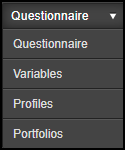 Questionnaire
Questionnaire
Variables
Profiles
Portfolios